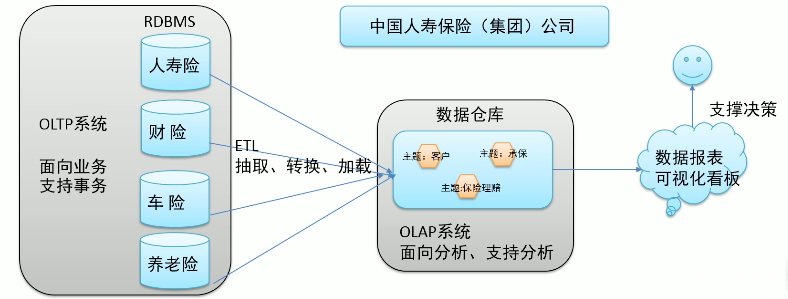 中国人寿保险（集团）公司
RDBMS
人寿险
财 险
车 险
养老险
OLTP系统
面向业务
支持事务
ETL
抽取、转换、加载
数据仓库
主题：客户
主题：承保
主题:保险理赔
OLAP系统
面向分析、支持分析
支撑决策
数据报表
可视化看板